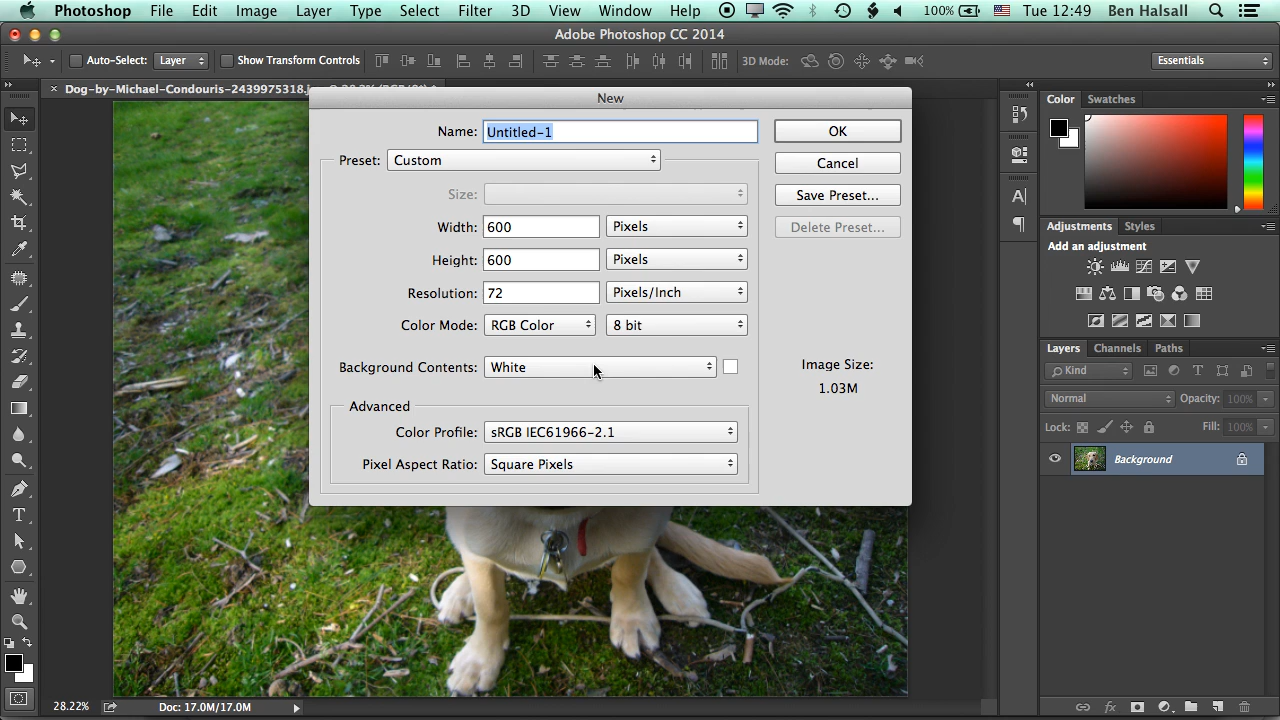 Photoshop File Edit Image Layer Type Select Filter 3D View Window Help 100% Tue 12:49 Ben Halsall
Adobe Photoshop CC 2014
Auto-Select: Layer Show Transform Controls 3D Mode: Essentials
Dog-by-Michael-Condouris-2439975318.j
New
Name: Untitled-1 OK
Preset: Custom Cancel
Size: Save Preset...
Width: 600 Pixels Delete Preset...
Height: 600 Pixels
Resolution: 72 Pixels/Inch
Color Mode: RGB Color 8 bit
Background Contents: White Image Size:
1.03M
Advanced
Color Profile: sRGB IEC61966-2.1
Pixel Aspect Ratio: Square Pixels
Color Swatches
Adjustments Styles
Add an adjustment
Layers Channels Paths
Kind
Normal Opacity: 100%
Lock: Fill: 100%
Background
28.22% Doc: 17.0M/17.0M